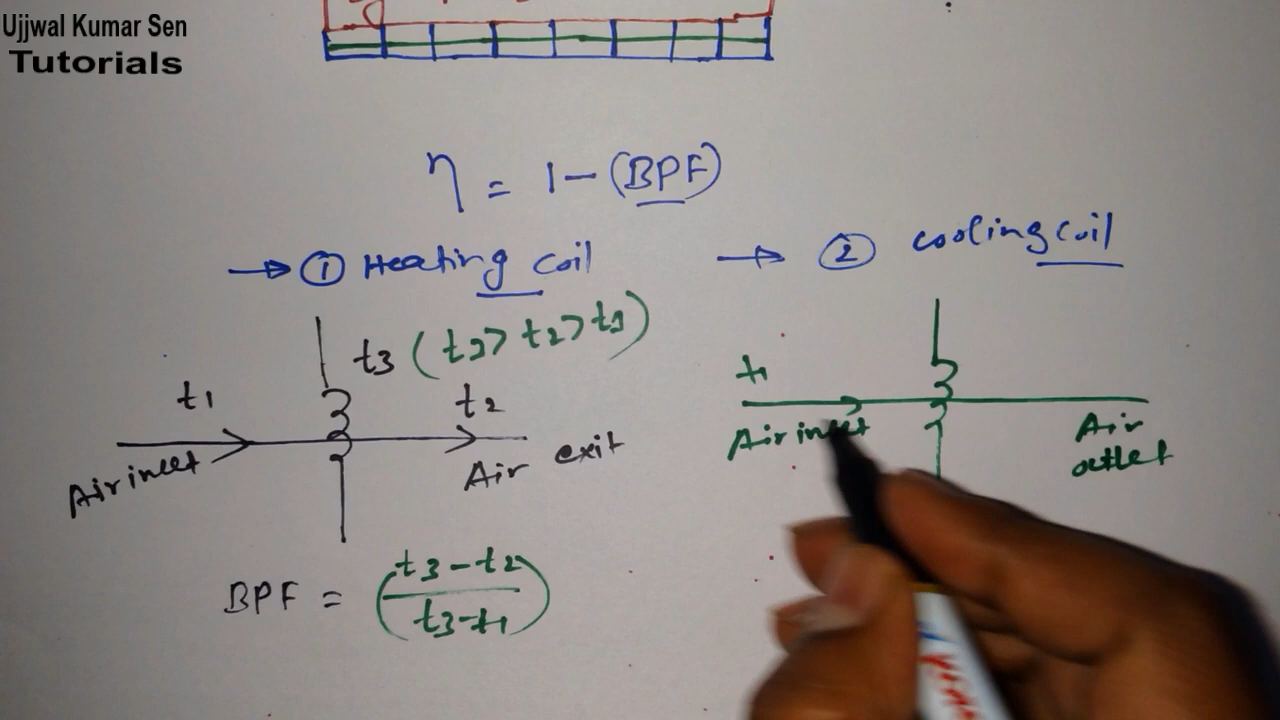 Ujjwal Kumar Sen
Tutorials
η = 1 - (BPF)
→ ① Heating coil
→ ② cooling coil
t3 (t3 > t2 > t1)
t1
t2
Air inlet
Air exit
BPF = (t3 - t2 / t3 - t1)
t1
Air inlet
Air
outlet